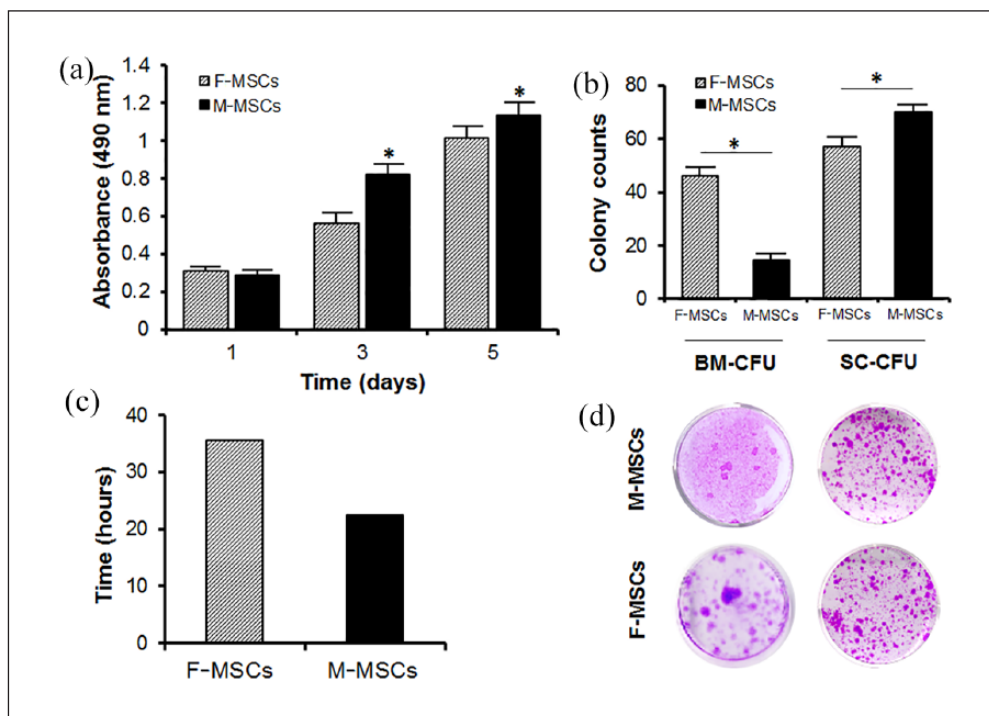 (a)
1.4
1.2
1
0.8
0.6
0.4
0.2
0
Absorbance (490 nm)
F-MSCs
M-MSCs
*
*
1 3 5
Time (days)
(b)
80
60
40
20
0
Colony counts
F-MSCs
M-MSCs
*
*
F-MSCs M-MSCs F-MSCs M-MSCs
BM-CFU SC-CFU
(c)
40
30
20
10
0
Time (hours)
F-MSCs M-MSCs
(d)
M-MSCs
F-MSCs